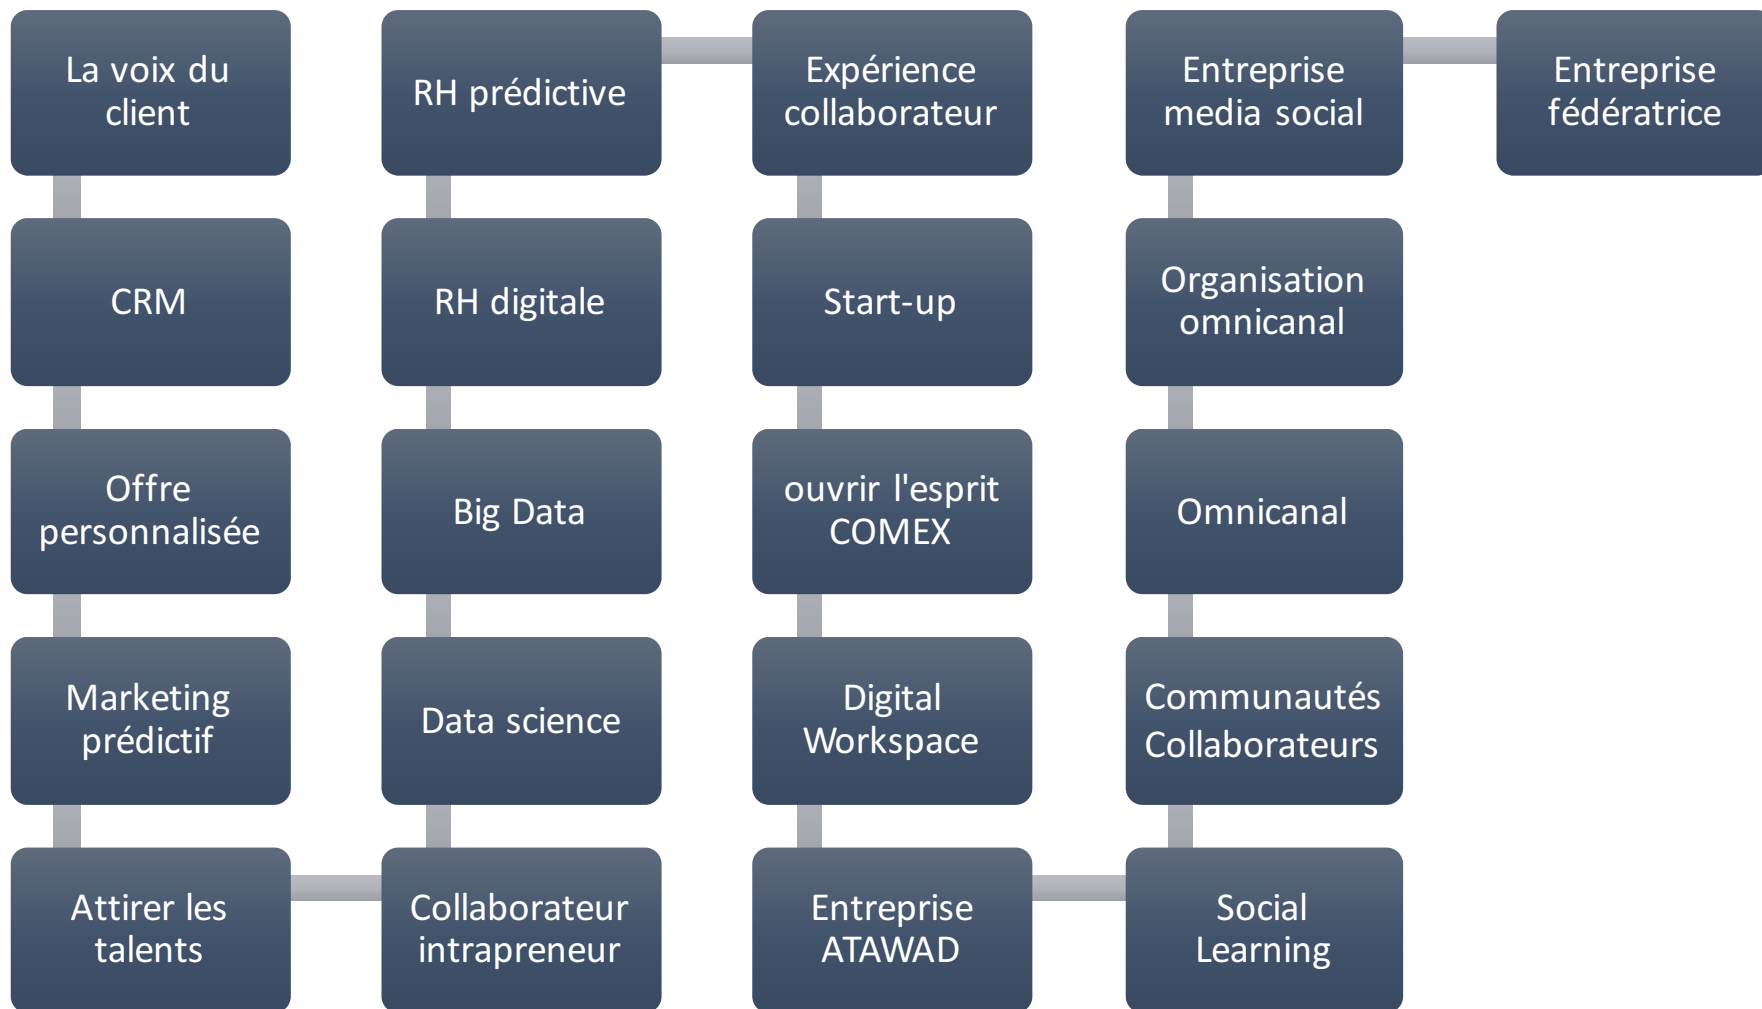 La voix du
client
CRM
Offre
personnalisée
Marketing
prédictif
Attirer les
talents
Collaborateur
intrapreneur
Data science
Big Data
RH digitale
RH prédictive
Expérience
collaborateur
Start-up
ouvrir l'esprit
COMEX
Digital
Workspace
Entreprise
ATAWAD
Social
Learning
Communautés
Collaborateurs
Omnicanal
Organisation
omnicanal
Entreprise
media social
Entreprise
fédératrice